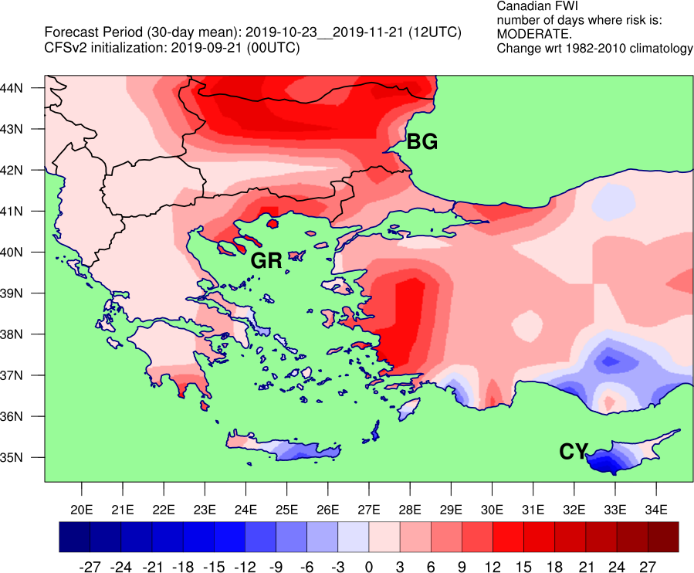 Canadian FWI
number of days where risk is:
MODERATE.
Change wrt 1982-2010 climatology
Forecast Period (30-day mean): 2019-10-23__2019-11-21 (12UTC)
CFSv2 initialization: 2019-09-21 (00UTC)
44N
43N
42N
41N
40N
39N
38N
37N
36N
35N
BG
GR
CY
20E 21E 22E 23E 24E 25E 26E 27E 28E 29E 30E 31E 32E 33E 34E
-27 -24 -21 -18 -15 -12 -9 -6 -3 0 3 6 9 12 15 18 21 24 27